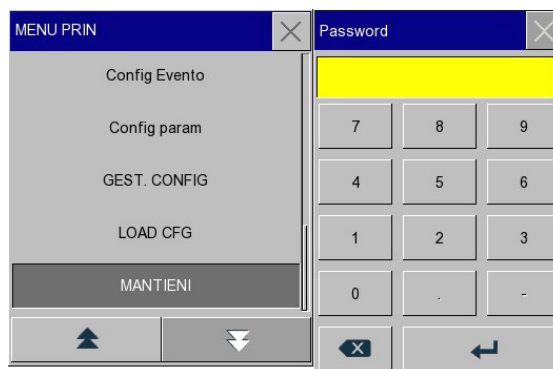 MENU PRIN
Config Evento
Config param
GEST. CONFIG
LOAD CFG
MANTIENI
Password
7 8 9
4 5 6
1 2 3
0 . -